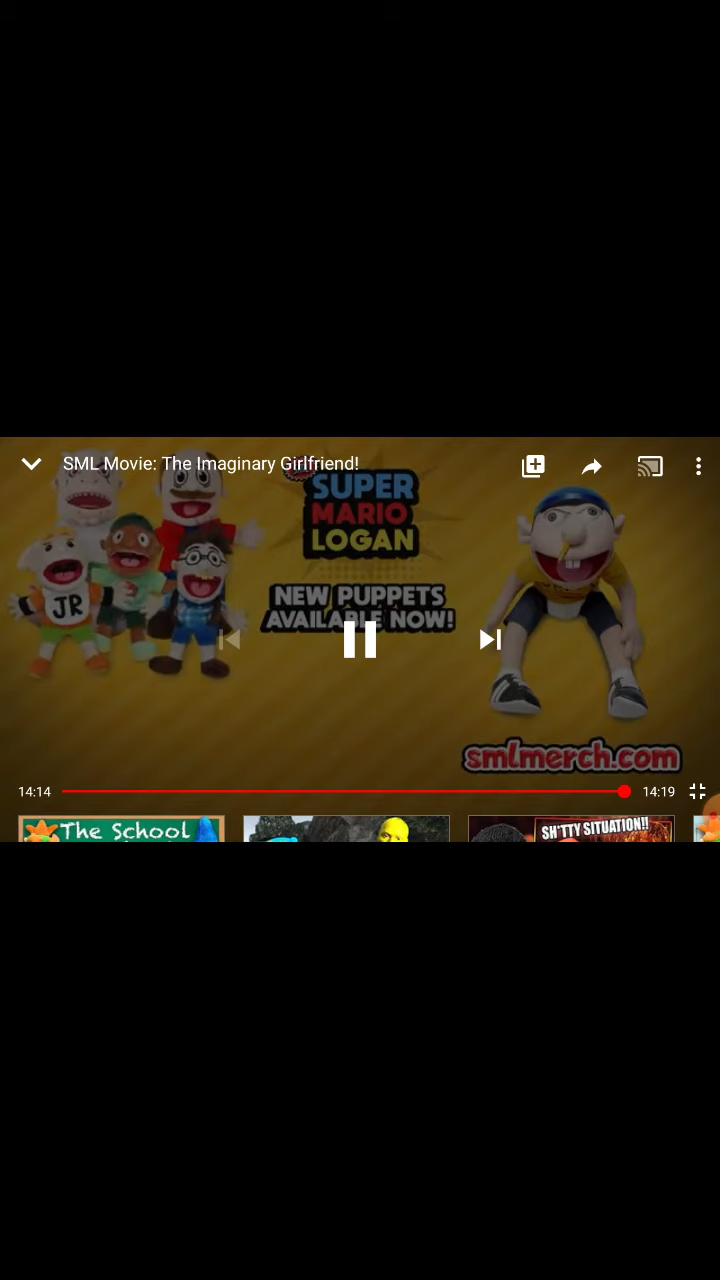 SML Movie: The Imaginary Girlfriend!
SUPER
MARIO
LOGAN
NEW PUPPETS
AVAILABLE NOW!
JR
smlmerch.com
14:14
14:19
The School
SH*TTY SITUATION!!